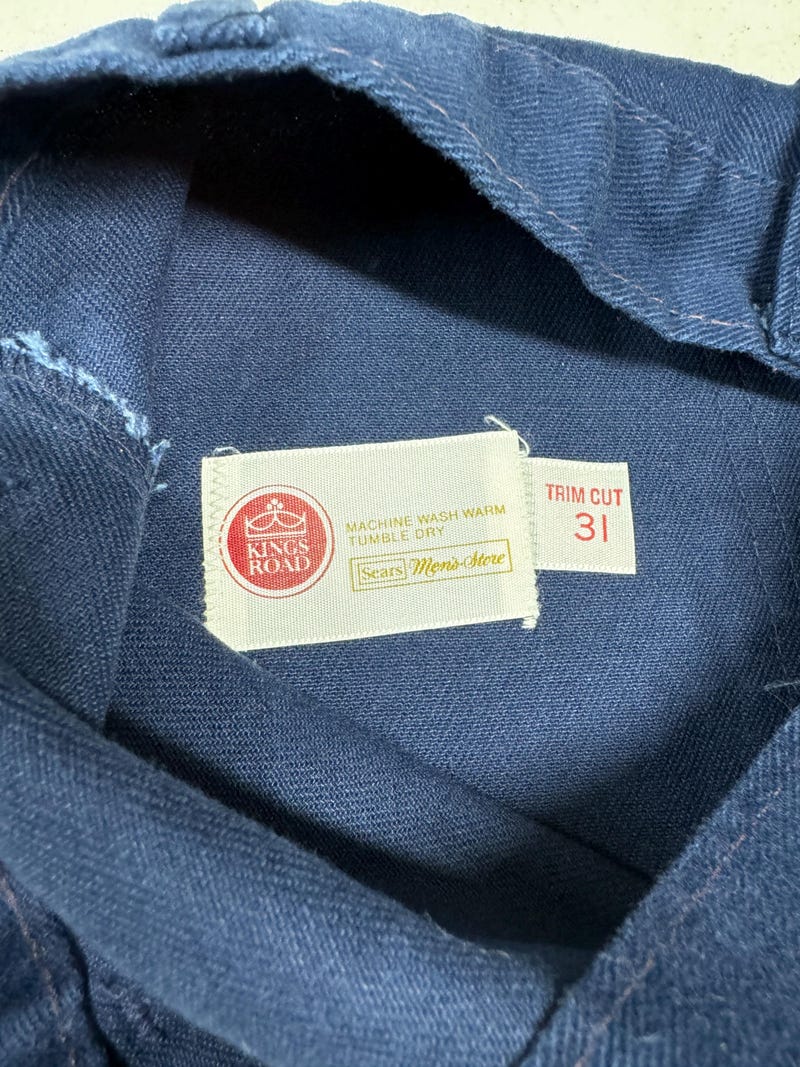 KINGS
ROAD
MACHINE WASH WARM
TUMBLE DRY
Sears Men's Store
TRIM CUT
31